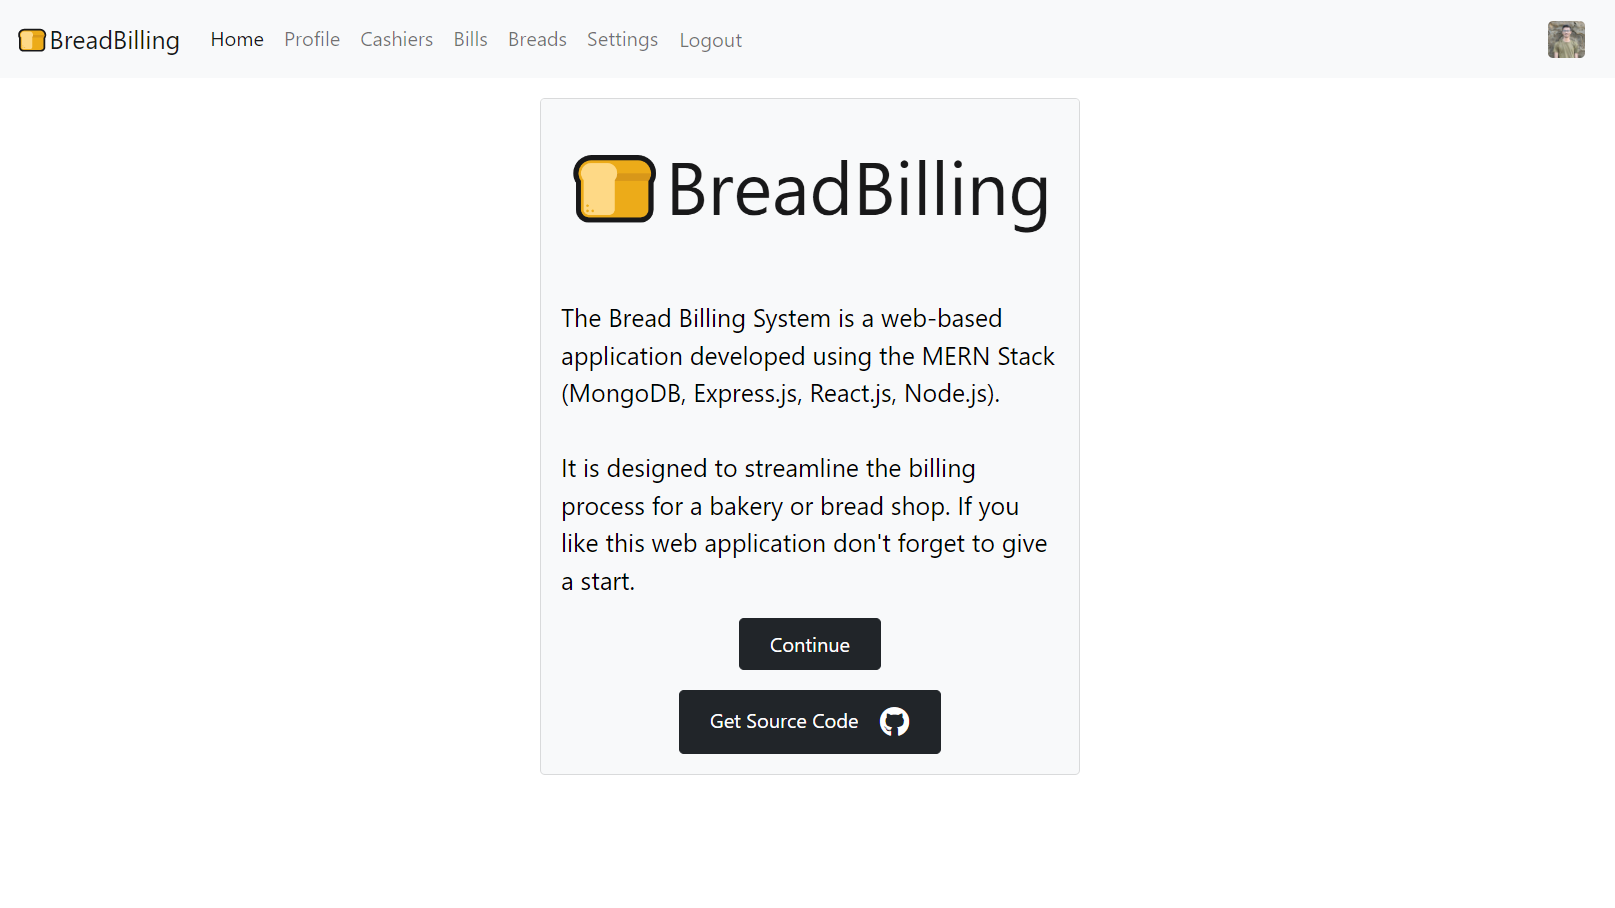 BreadBilling Home Profile Cashiers Bills Breads Settings Logout
BreadBilling
The Bread Billing System is a web-based
application developed using the MERN Stack
(MongoDB, Express.js, React.js, Node.js).
It is designed to streamline the billing
process for a bakery or bread shop. If you
like this web application don't forget to give
a start.
Continue
Get Source Code